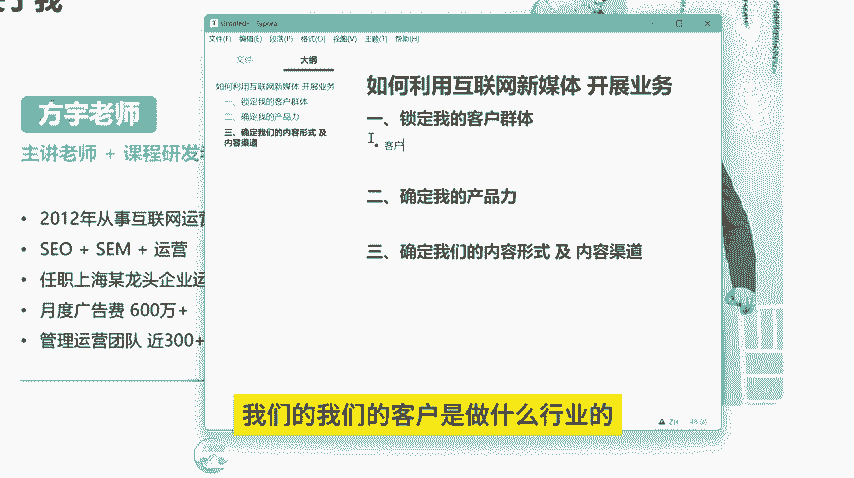 于我
方宇老师
主讲老师 + 课程研发
• 2012年从事互联网运营
• SEO + SEM + 运营
• 任职上海某龙头企业运
• 月度广告费 600万+
• 管理运营团队 近300+
文件(F) 编辑(E) 段落(P) 格式(O) 视图(V) 主题(T) 帮助(H)
文件 大纲
如何利用互联网新媒体 开展业务
一、锁定我的客户群体
二、确定我的产品力
三、确定我们的内容形式 及
内容渠道
如何利用互联网新媒体 开展业务
一、锁定我的客户群体
• 客户
二、确定我的产品力
三、确定我们的内容形式 及 内容渠道
我们的我们的客户是做什么行业的